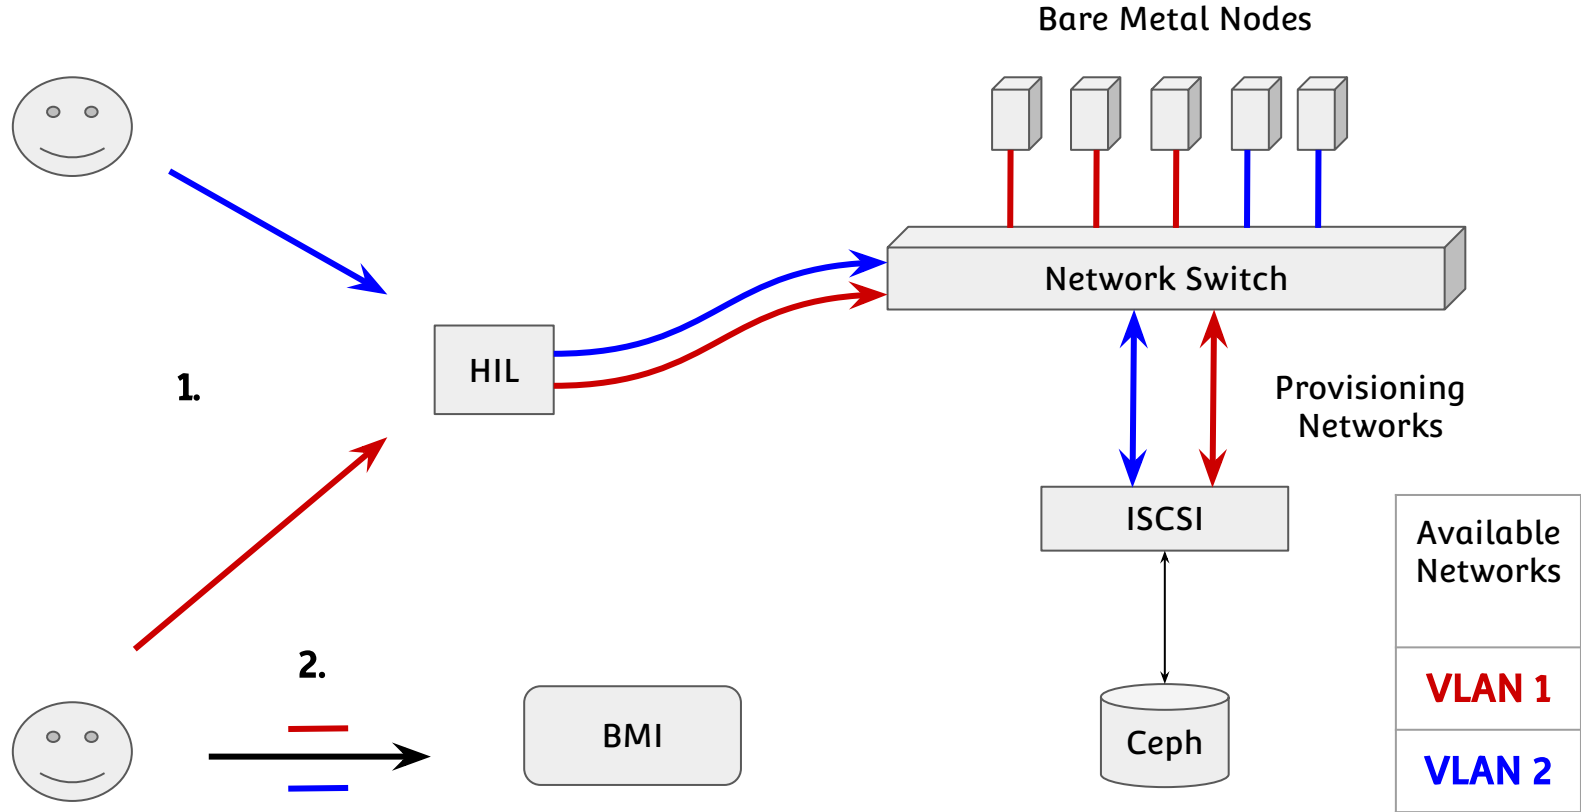 Bare Metal Nodes
Network Switch
HIL
1.
Provisioning
Networks
ISCSI
Available
Networks
2.
VLAN 1
BMI
Ceph
VLAN 2